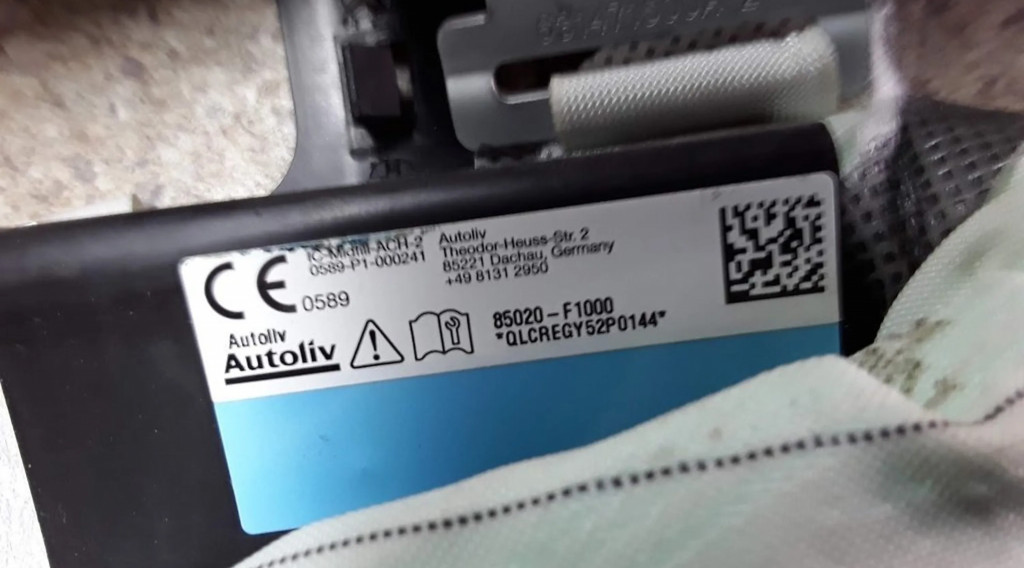 CE 0589
IC-Midfill-ACH-2
0589-P1-000241
Autoliv
Theodor-Heuss-Str. 2
85221 Dachau, Germany
+49 8131 2950
Autoliv
Autoliv
85020-F1000
*QLCREGY52P0144*